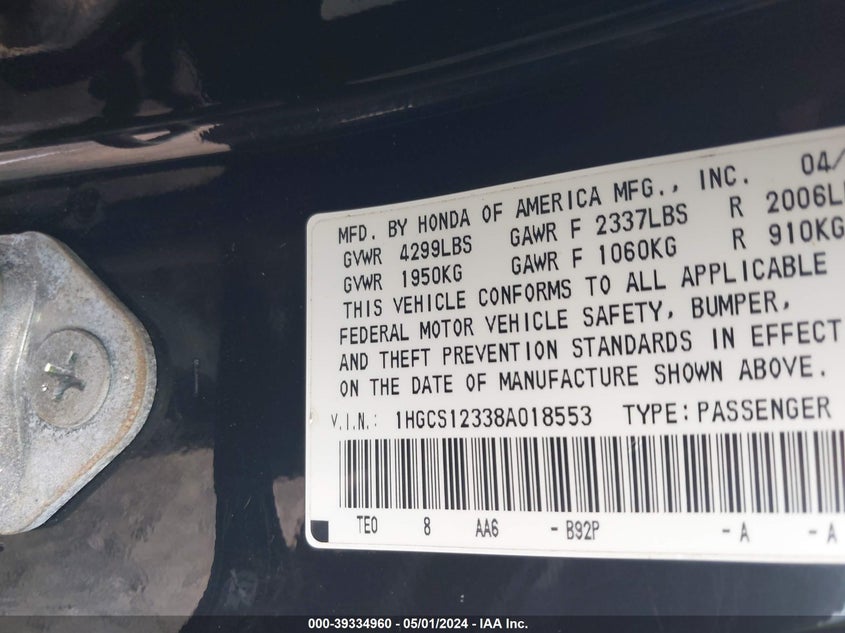 MFD. BY HONDA OF AMERICA MFG., INC. 04/
GVWR 4299LBS GAWR F 2337LBS R 2006L
GVWR 1950KG GAWR F 1060KG R 910KG
THIS VEHICLE CONFORMS TO ALL APPLICABLE
FEDERAL MOTOR VEHICLE SAFETY, BUMPER,
AND THEFT PREVENTION STANDARDS IN EFFECT
ON THE DATE OF MANUFACTURE SHOWN ABOVE.
V.I.N.: 1HGCS12338A018553 TYPE:PASSENGER
TE0 8 AA6 - B92P - A - A
000-39334960 - 05/01/2024 - IAA Inc.